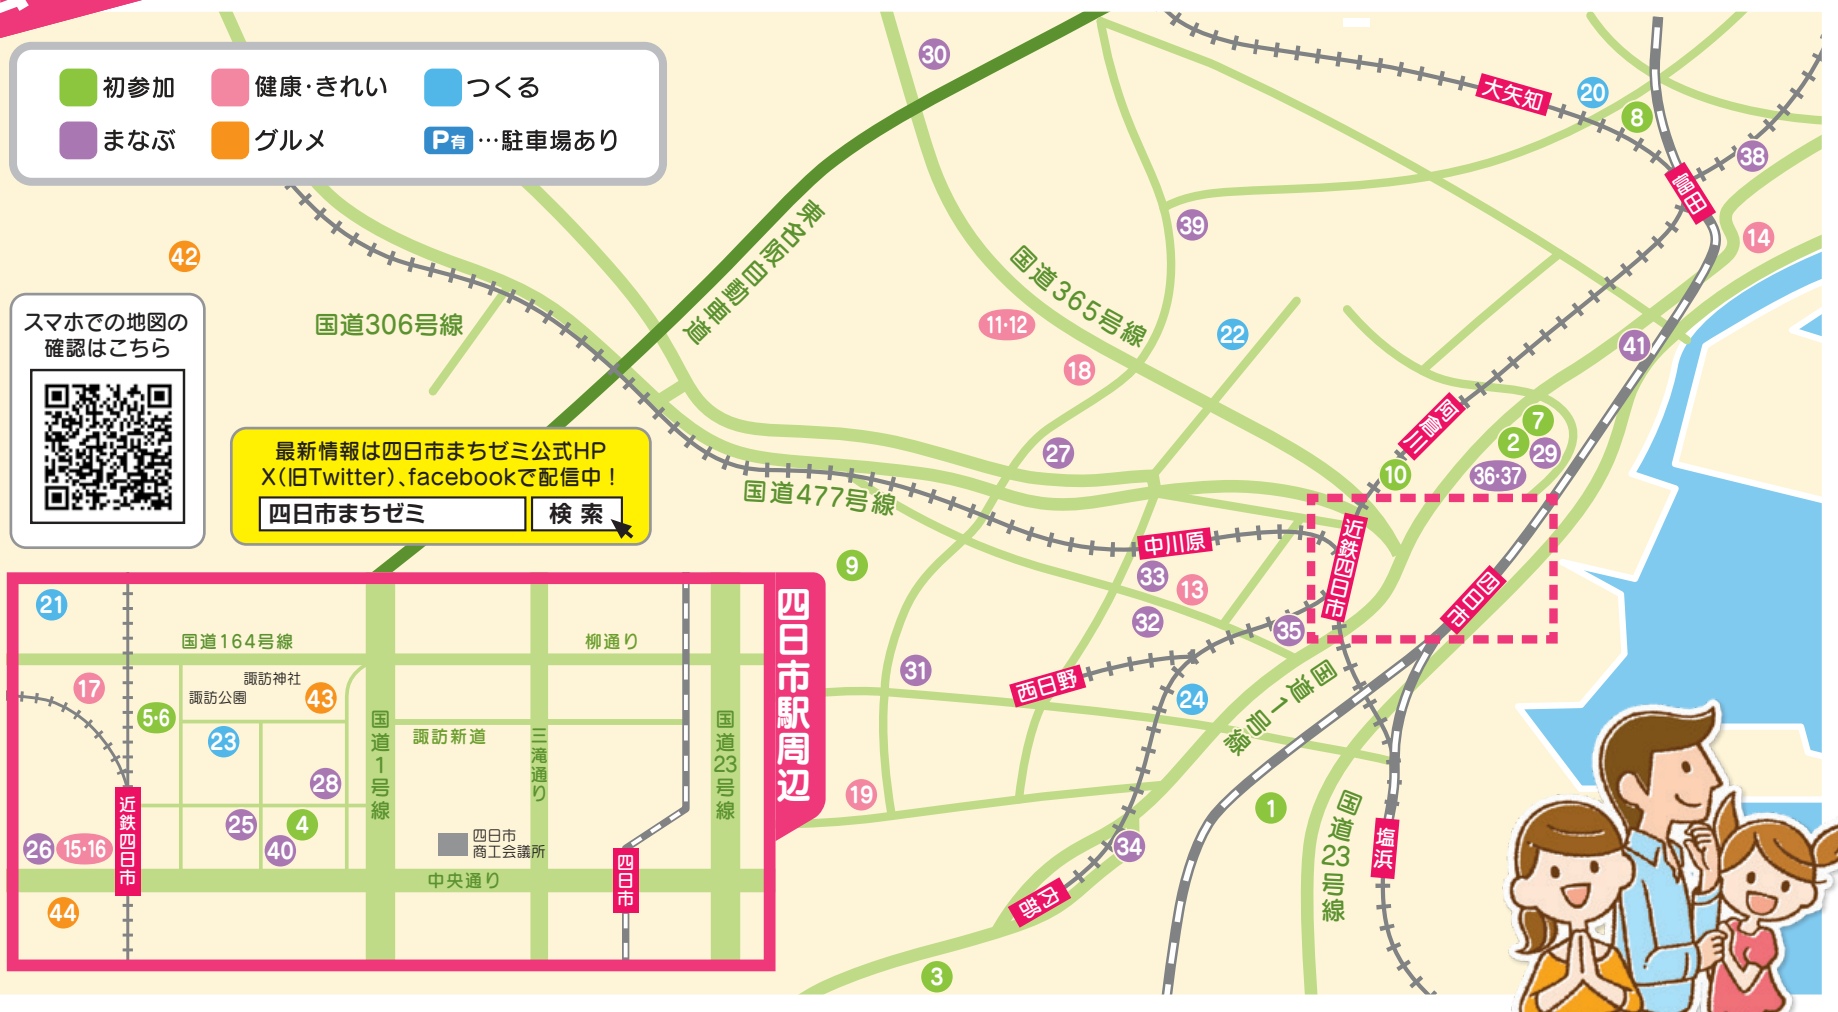 初参加
健康・きれい
つくる
まなぶ
グルメ
P有…駐車場あり
スマホでの地図の
確認はこちら
最新情報は四日市まちゼミ公式HP
X(旧Twitter)、facebookで配信中！
四日市まちゼミ
検索
東名阪自動車道
国道306号線
国道365号線
国道477号線
大矢知
富田
阿倉川
中川原
近鉄四日市
四日市
西日野
国道1号線
国道23号線
塩浜
内部
30
20
8
38
39
14
42
11・12
22
18
41
7
2
29
27
10
36・37
9
33
13
32
35
31
24
19
1
34
3
四日市駅周辺
21
国道164号線
柳通り
17
諏訪神社
諏訪公園
43
5・6
23
国道1号線
諏訪新道
三滝通り
国道23号線
28
近鉄四日市
25
4
40
26
15・16
四日市
商工会議所
四日市
中央通り
44